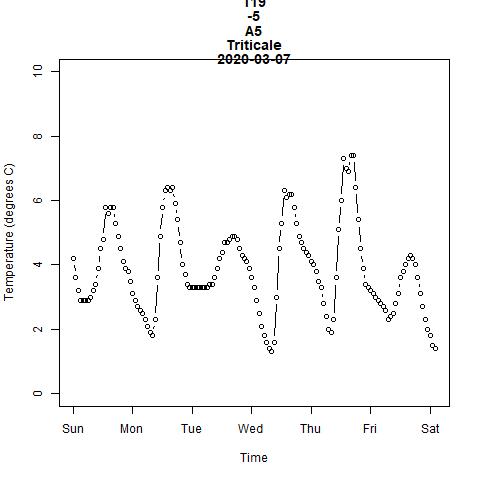 T19
-5
A5
Triticale
2020-03-07
Temperature (degrees C)
10
8
6
4
2
0
Sun Mon Tue Wed Thu Fri Sat
Time